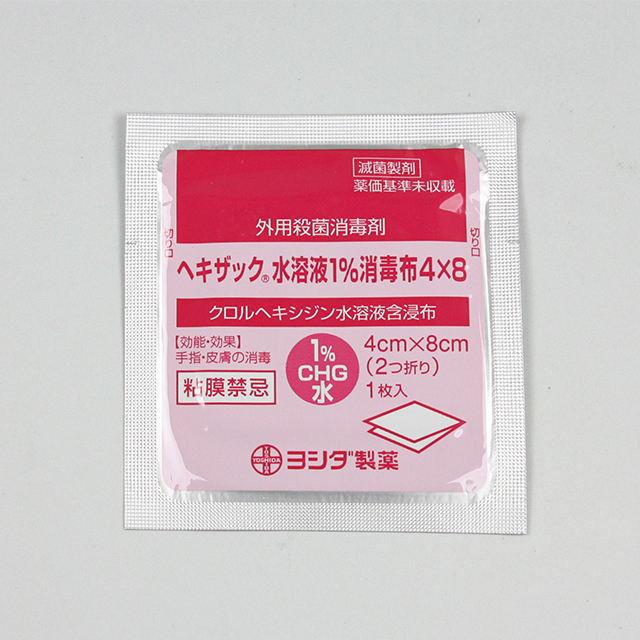 滅菌製剤
薬価基準未収載
外用殺菌消毒剤
ヘキザック®水溶液1%消毒布4×8
クロルヘキシジン水溶液含浸布
【効能・効果】
手指・皮膚の消毒
粘膜禁忌
1%
CHG
水
4cm×8cm
(2つ折り)
1枚入
YOSHIDA
ヨシダ製薬
切り口
切り口